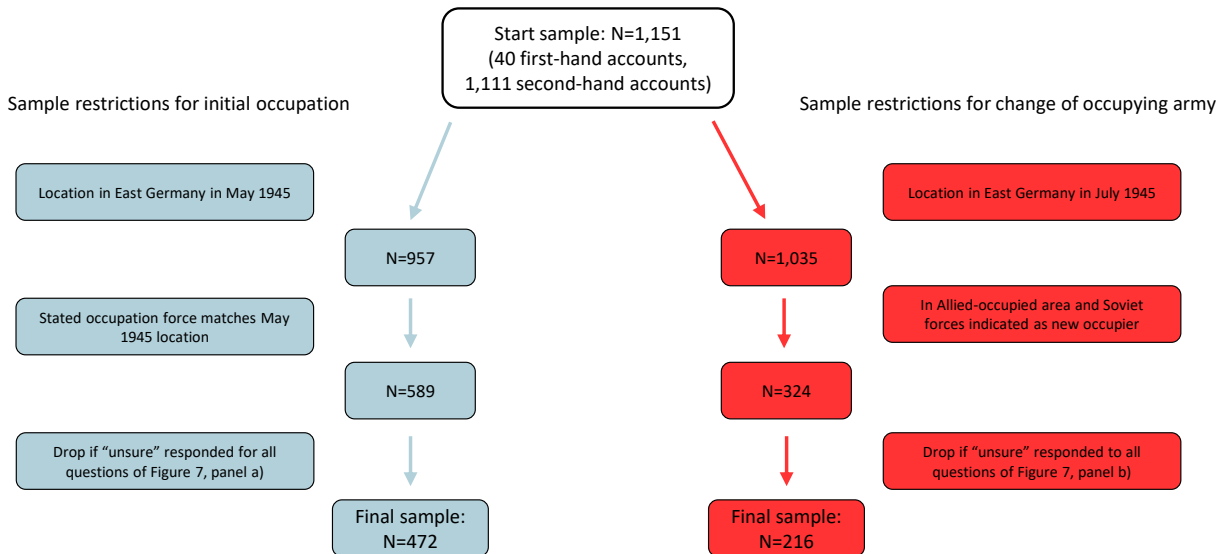 Start sample: N=1,151
(40 first-hand accounts,
1,111 second-hand accounts)
Sample restrictions for initial occupation
Sample restrictions for change of occupying army
Location in East Germany in May 1945
Location in East Germany in July 1945
N=957
N=1,035
Stated occupation force matches May
1945 location
In Allied-occupied area and Soviet
forces indicated as new occupier
N=589
N=324
Drop if “unsure” responded for all
questions of Figure 7, panel a)
Drop if “unsure” responded to all
questions of Figure 7, panel b)
Final sample:
N=472
Final sample:
N=216